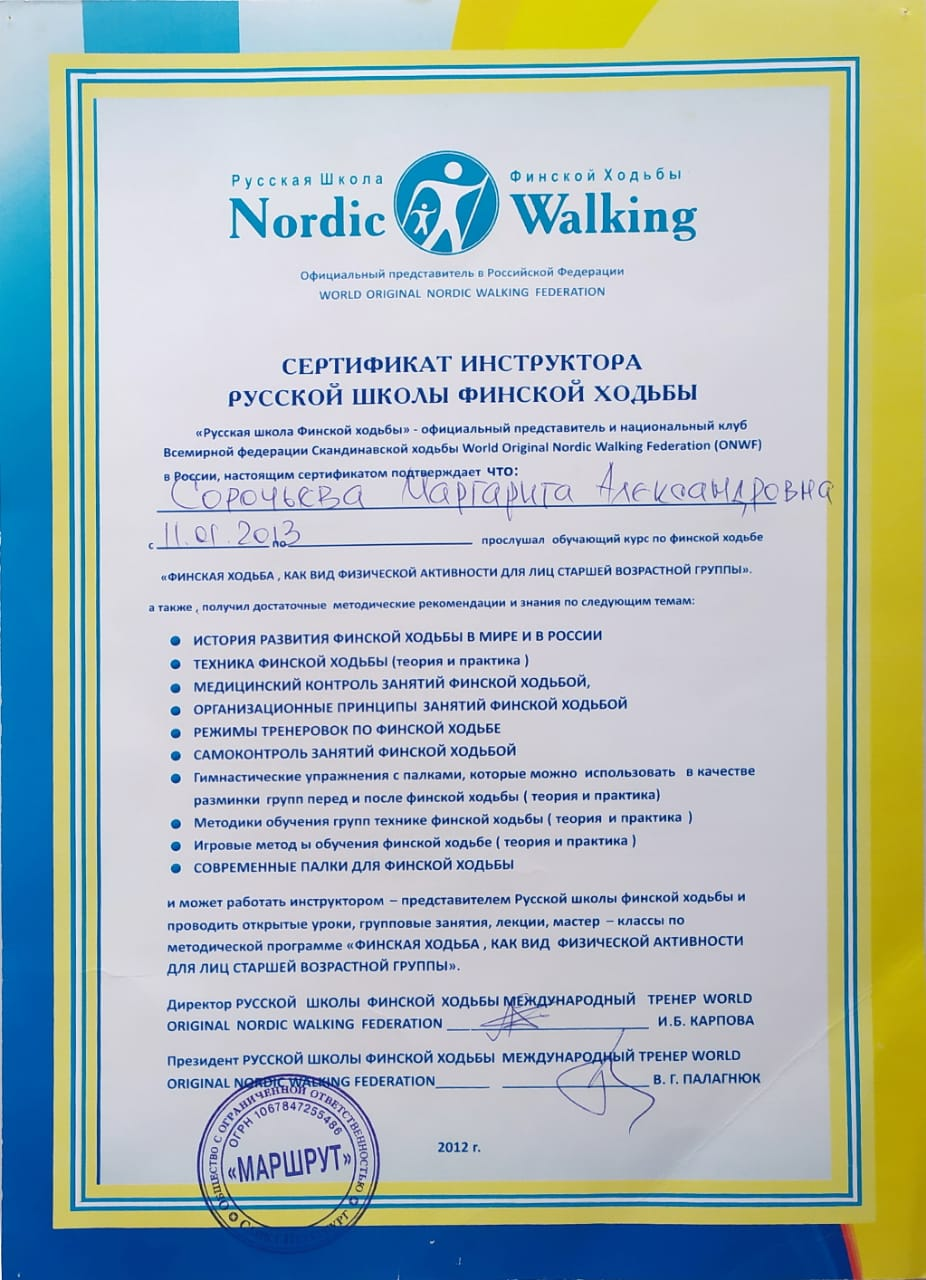 Русская Школа Финской Ходьбы
Nordic Walking
Официальный представитель в Российской Федерации
WORLD ORIGINAL NORDIC WALKING FEDERATION
СЕРТИФИКАТ ИНСТРУКТОРА
РУССКОЙ ШКОЛЫ ФИНСКОЙ ХОДЬБЫ
«Русская школа Финской ходьбы» - официальный представитель и национальный клуб
Всемирной федерации Скандинавской ходьбы World Original Nordic Walking Federation (ONWF)
в России, настоящим сертификатом подтверждает что:
Сорочьева Маргарита Александровна
с 11.01.2013 по прослушал обучающий курс по финской ходьбе
«ФИНСКАЯ ХОДЬБА , КАК ВИД ФИЗИЧЕСКОЙ АКТИВНОСТИ ДЛЯ ЛИЦ СТАРШЕЙ ВОЗРАСТНОЙ ГРУППЫ».
а также , получил достаточные методические рекомендации и знания по следующим темам:
● ИСТОРИЯ РАЗВИТИЯ ФИНСКОЙ ХОДЬБЫ В МИРЕ И В РОССИИ
● ТЕХНИКА ФИНСКОЙ ХОДЬБЫ (теория и практика )
● МЕДИЦИНСКИЙ КОНТРОЛЬ ЗАНЯТИЙ ФИНСКОЙ ХОДЬБОЙ,
● ОРГАНИЗАЦИОННЫЕ ПРИНЦИПЫ ЗАНЯТИЙ ФИНСКОЙ ХОДЬБОЙ
● РЕЖИМЫ ТРЕНЕРОВОК ПО ФИНСКОЙ ХОДЬБЕ
● САМОКОНТРОЛЬ ЗАНЯТИЙ ФИНСКОЙ ХОДЬБОЙ
● Гимнастические упражнения с палками, которые можно использовать в качестве
разминки групп перед и после финской ходьбы ( теория и практика)
● Методики обучения групп технике финской ходьбы ( теория и практика )
● Игровые метод ы обучения финской ходьбе ( теория и практика )
● СОВРЕМЕННЫЕ ПАЛКИ ДЛЯ ФИНСКОЙ ХОДЬБЫ
и может работать инструктором – представителем Русской школы финской ходьбы и
проводить открытые уроки, групповые занятия, лекции, мастер – классы по
методической программе «ФИНСКАЯ ХОДЬБА , КАК ВИД ФИЗИЧЕСКОЙ АКТИВНОСТИ
ДЛЯ ЛИЦ СТАРШЕЙ ВОЗРАСТНОЙ ГРУППЫ».
Директор РУССКОЙ ШКОЛЫ ФИНСКОЙ ХОДЬБЫ МЕЖДУНАРОДНЫЙ ТРЕНЕР WORLD
ORIGINAL NORDIC WALKING FEDERATION И.Б. КАРПОВА
Президент РУССКОЙ ШКОЛЫ ФИНСКОЙ ХОДЬБЫ МЕЖДУНАРОДНЫЙ ТРЕНЕР WORLD
ORIGINAL NORDIC WALKING FEDERATION В. Г. ПАЛАГНЮК
ОБЩЕСТВО С ОГРАНИЧЕННОЙ ОТВЕТСТВЕННОСТЬЮ
ОГРН 1067847255486
«МАРШРУТ»
САНКТ-ПЕТЕРБУРГ
2012 г.